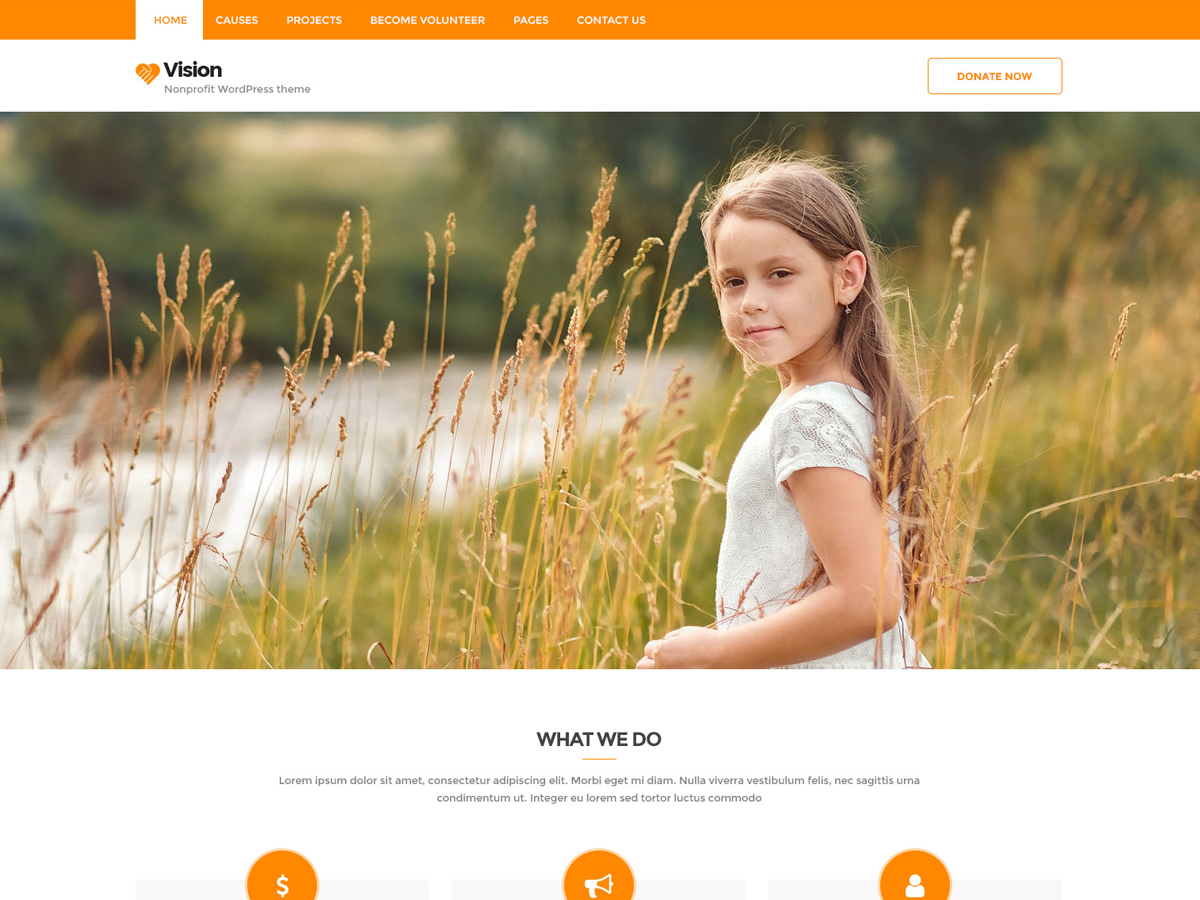 HOME CAUSES PROJECTS BECOME VOLUNTEER PAGES CONTACT US
Vision
Nonprofit WordPress theme
DONATE NOW
WHAT WE DO
Lorem ipsum dolor sit amet, consectetur adipiscing elit. Morbi eget mi diam. Nulla viverra vestibulum felis, nec sagittis urna
condimentum ut. Integer eu lorem sed tortor luctus commodo
$